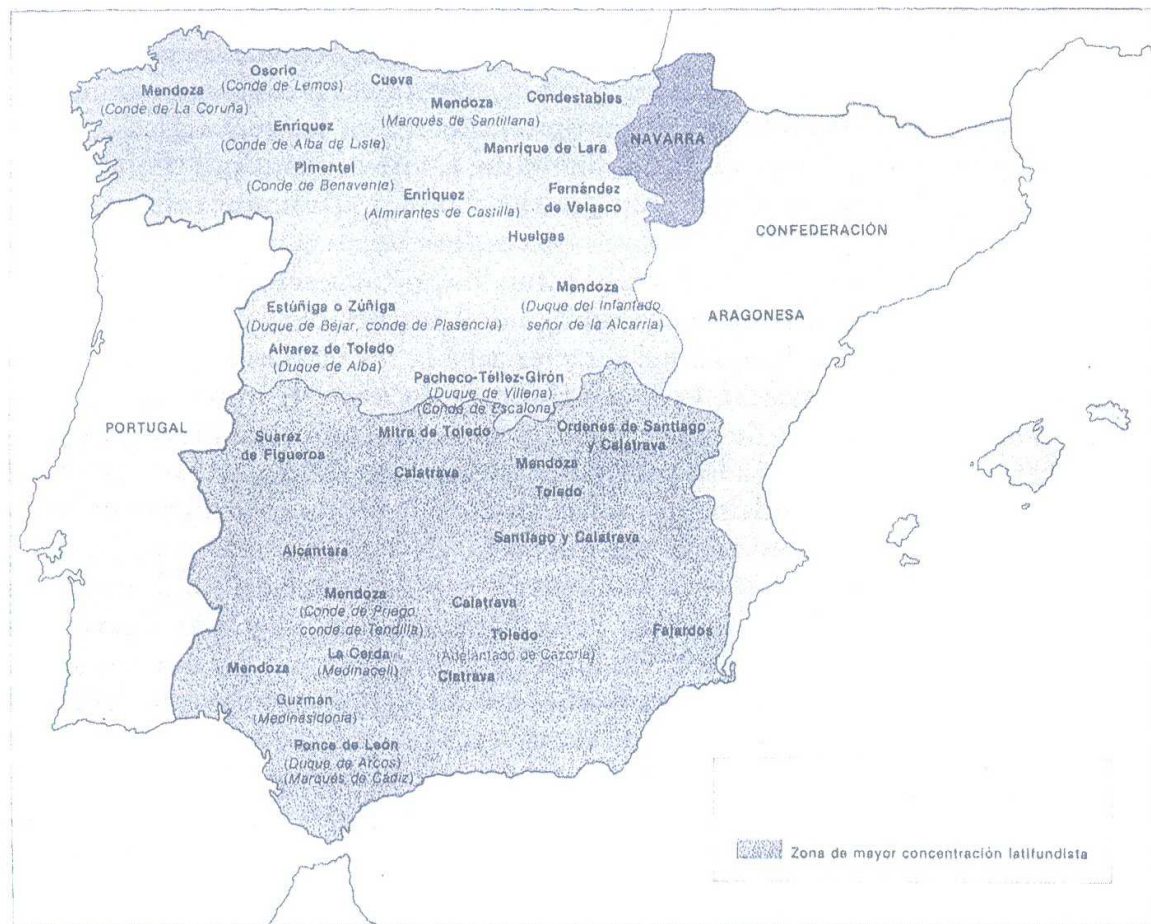 Osorio
(Conde de Lemos)
Cueva
Mendoza
(Conde de La Coruña)
Mendoza
(Marqués de Santillana)
Condestables
Enríquez
(Conde de Alba de Liste)
Manrique de Lara
NAVARRA
Pimentel
(Conde de Benavente)
Enríquez
(Almirantes de Castilla)
Fernández
de Velasco
Huelgas
CONFEDERACIÓN
ARAGONESA
Mendoza
(Duque del Infantado
señor de la Alcarria)
Estúñiga o Zúñiga
(Duque de Béjar, conde de Plasencia)
Alvarez de Toledo
(Duque de Alba)
Pacheco-Téllez-Girón
(Duque de Villena)
(Conde de Escalona)
PORTUGAL
Suarez
de Figueroa
Mitra de Toledo
Ordenes de Santiago
y Calatrava
Calatrava
Mendoza
Toledo
Santiago y Calatrava
Alcántara
Mendoza
(Conde de Priego,
conde de Tendilla)
Calatrava
Toledo
(Adelantado de Cazorla)
Fajardos
La Cerda
(Medinaceli)
Mendoza
Clatrava
Guzmán
(Medinasidonia)
Ponce de León
(Duque de Arcos)
(Marqués de Cádiz)
Zona de mayor concentración latifundista